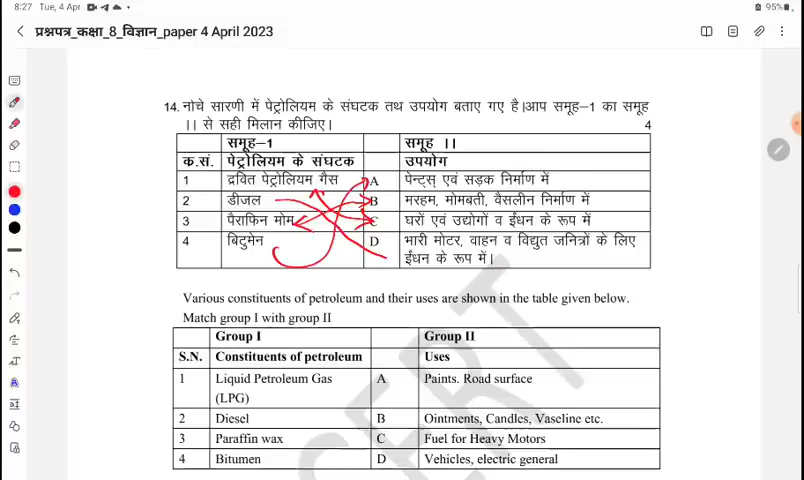 8:27 Tue, 4 Apr 95%
प्रश्नपत्र_कक्षा_8_विज्ञान_paper 4 April 2023
14. नोचे सारणी में पेट्रोलियम के संघटक तथ उपयोग बताए गए है।आप समूह-1 का समूह
।। से सही मिलान कीजिए। 4
समूह-1 समूह ।।
क.सं. पेट्रोलियम के संघटक उपयोग
1 द्रवित पेट्रोलियम गैस A पेन्ट्स् एवं सड़क निर्माण में
2 डीजल B मरहम, मोमबती, वैसलीन निर्माण में
3 पैराफिन मोम C घरों एवं उद्योगों व ईंधन के रूप में
4 बिटुमेन D भारी मोटर, वाहन व विद्युत जनित्रों के लिए
ईंधन के रूप में।
Various constituents of petroleum and their uses are shown in the table given below.
Match group I with group II
Group I Group II
S.N. Constituents of petroleum Uses
1 Liquid Petroleum Gas A Paints. Road surface
(LPG)
2 Diesel B Ointments, Candles, Vaseline etc.
3 Paraffin wax C Fuel for Heavy Motors
4 Bitumen D Vehicles, electric general
CERT